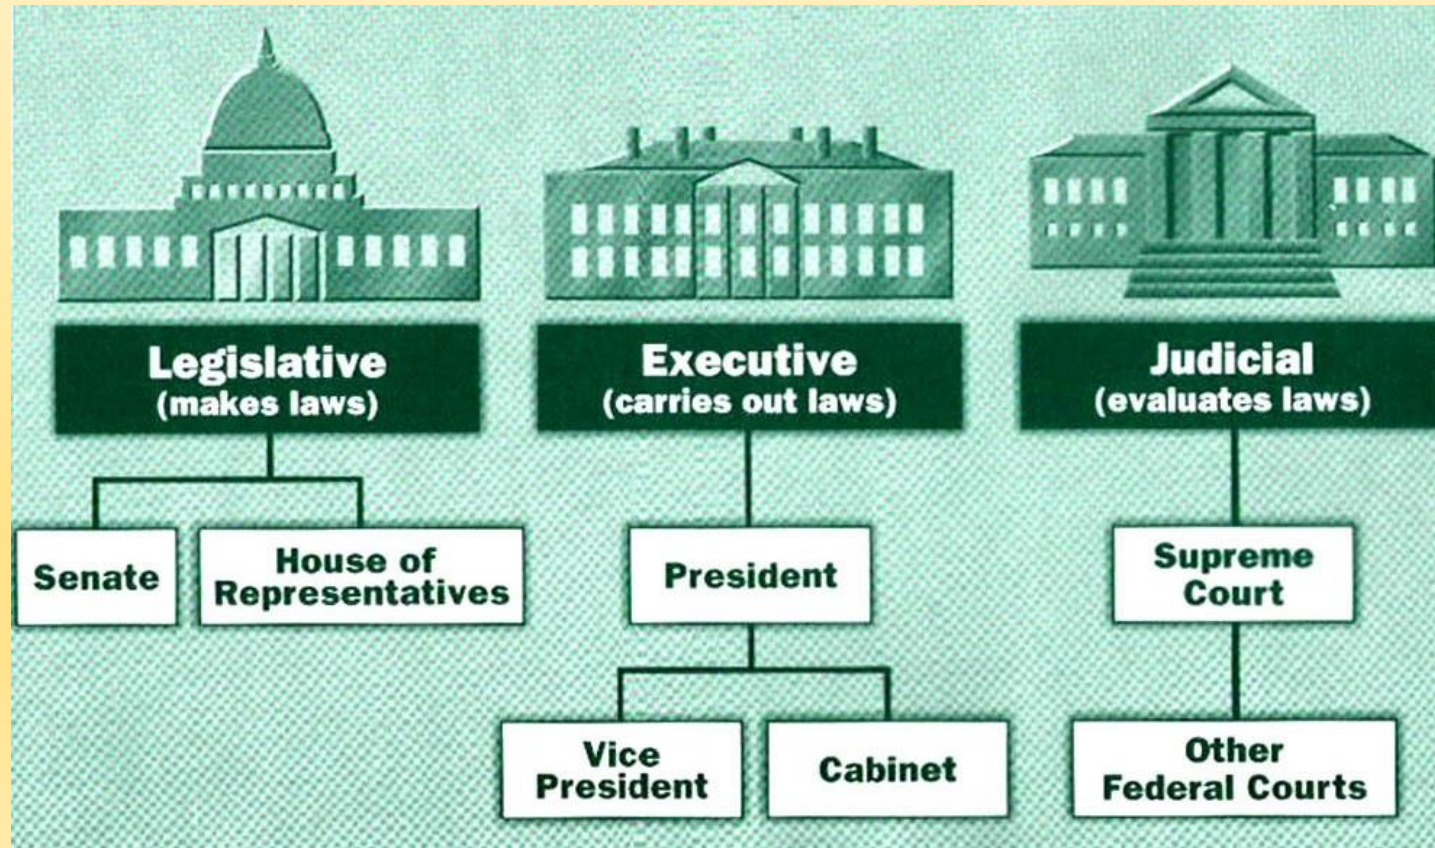 Legislative
(makes laws)
Executive
(carries out laws)
Judicial
(evaluates laws)
Senate
House of
Representatives
President
Supreme
Court
Vice
President
Cabinet
Other
Federal Courts